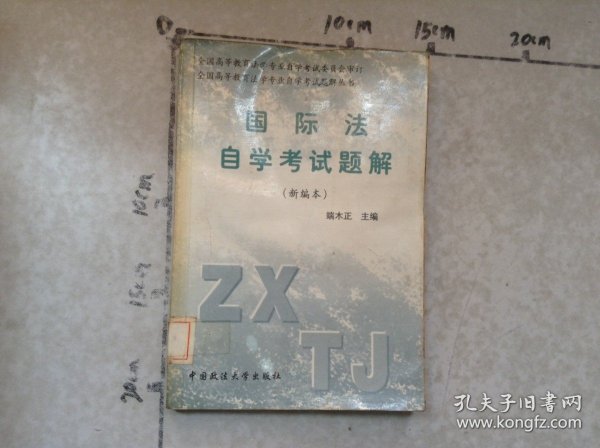 0
10cm
15cm
20cm
全国高等教育法学专业自学考试委员会审订
全国高等教育法学专业自学考试题解丛书
国际法
自学考试题解
(新编本)
端木正 主编
10cm
15cm
20cm
ZX
TJ
中国政法大学出版社
孔夫子旧书网
www.kongfz.com